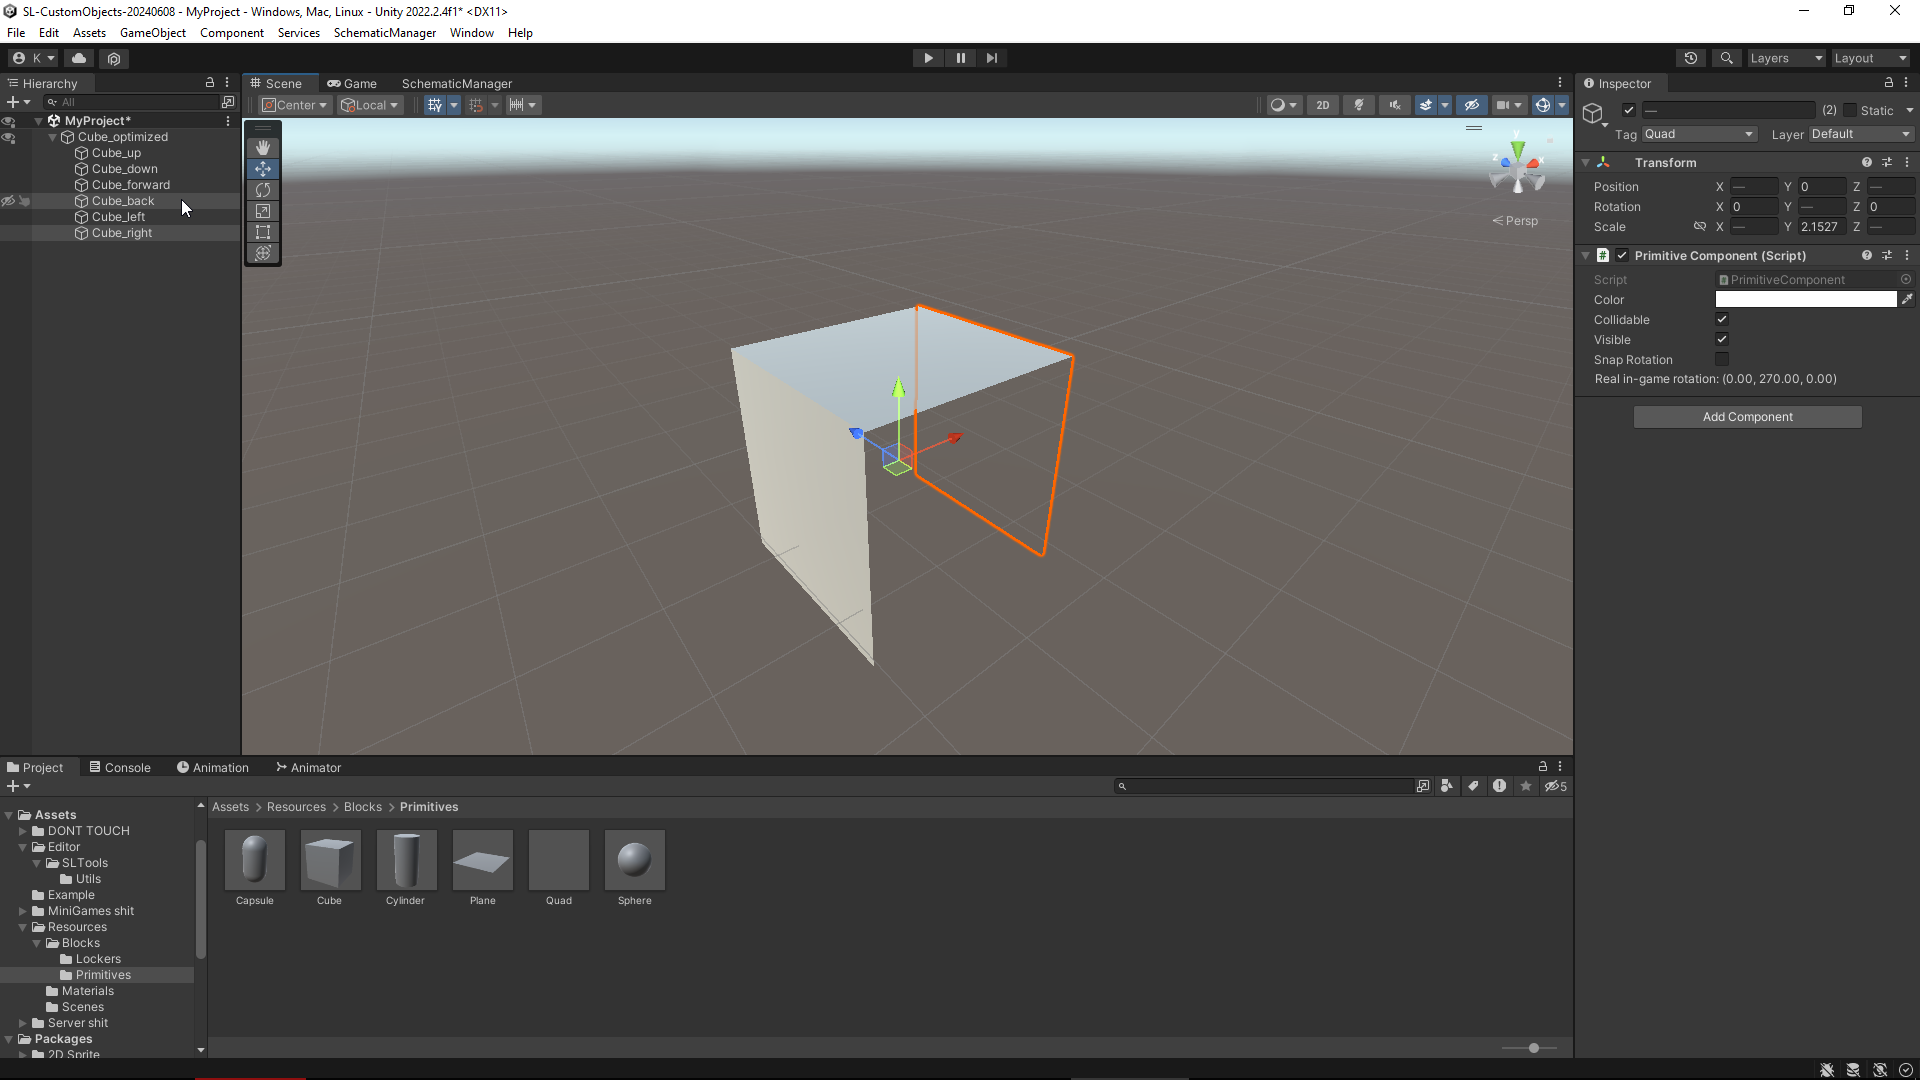 SL-CustomObjects-20240608 - MyProject - Windows, Mac, Linux - Unity 2022.2.4f1* <DX11>
File Edit Assets GameObject Component Services SchematicManager Window Help
K
Layers
Layout
Hierarchy
Scene
Game
SchematicManager
Inspector
All
Center
Local
2D
(2)
Static
Tag Quad
Layer Default
MyProject*
Cube_optimized
Cube_up
Cube_down
Cube_forward
Cube_back
Cube_left
Cube_right
y
z
x
< Persp
Transform
Position X — Y 0 Z —
Rotation X 0 Y — Z 0
Scale X — Y 2.1527 Z —
Primitive Component (Script)
Script PrimitiveComponent
Color
Collidable
Visible
Snap Rotation
Real in-game rotation: (0.00, 270.00, 0.00)
Add Component
Project
Console
Animation
Animator
5
Assets
DONT TOUCH
Editor
SLTools
Utils
Example
MiniGames shit
Resources
Blocks
Lockers
Primitives
Materials
Scenes
Server shit
Packages
2D Sprite
Assets > Resources > Blocks > Primitives
Capsule
Cube
Cylinder
Plane
Quad
Sphere